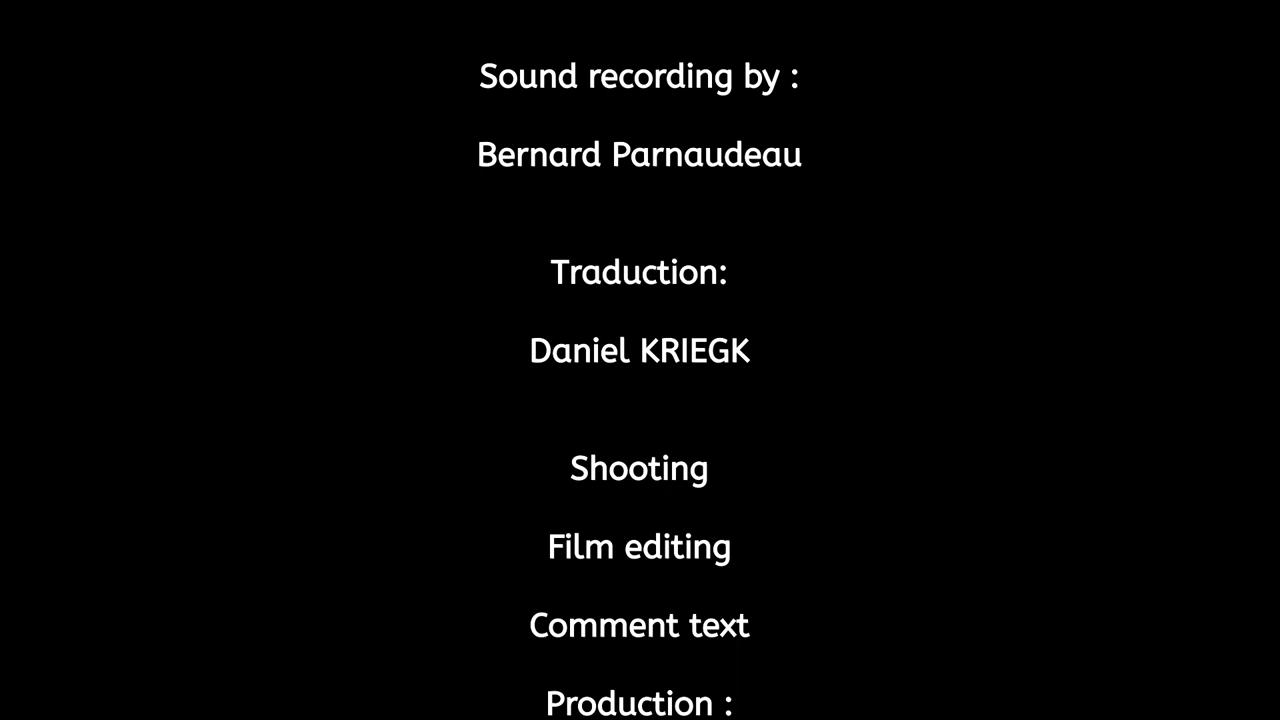 Sound recording by :
Bernard Parnaudeau
Traduction:
Daniel KRIEGK
Shooting
Film editing
Comment text
Production :